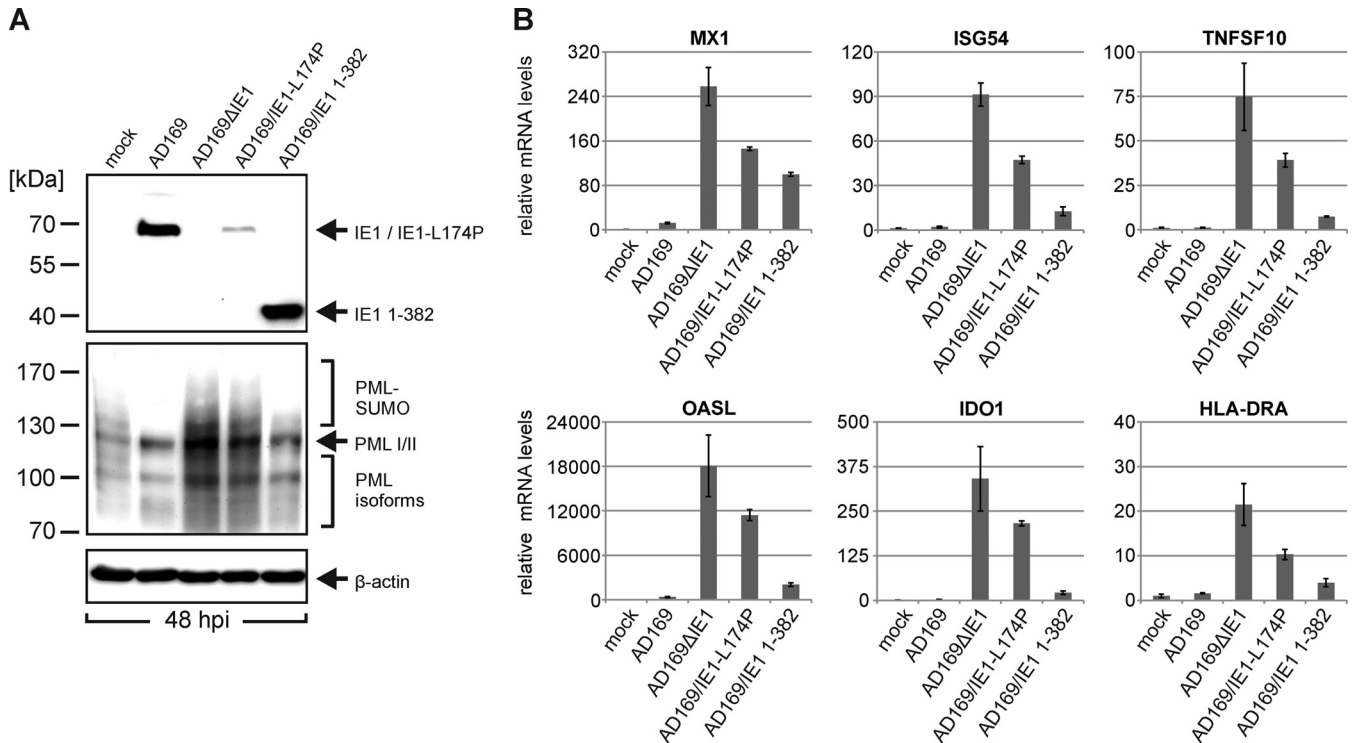 A
mock
AD169
AD169ΔIE1
AD169/IE1-L174P
AD169/IE1 1-382
[kDa]
70
55
40
IE1 / IE1-L174P
IE1 1-382
170
130
100
70
PML-
SUMO
PML I/II
PML
isoforms
β-actin
48 hpi
B
MX1
relative mRNA levels
320
240
160
80
0
mock
AD169
AD169ΔIE1
AD169/IE1-L174P
AD169/IE1 1-382
ISG54
120
90
60
30
0
mock
AD169
AD169ΔIE1
AD169/IE1-L174P
AD169/IE1 1-382
TNFSF10
100
75
50
25
0
mock
AD169
AD169ΔIE1
AD169/IE1-L174P
AD169/IE1 1-382
OASL
relative mRNA levels
24000
18000
12000
6000
0
mock
AD169
AD169ΔIE1
AD169/IE1-L174P
AD169/IE1 1-382
IDO1
500
375
250
125
0
mock
AD169
AD169ΔIE1
AD169/IE1-L174P
AD169/IE1 1-382
HLA-DRA
40
30
20
10
0
mock
AD169
AD169ΔIE1
AD169/IE1-L174P
AD169/IE1 1-382